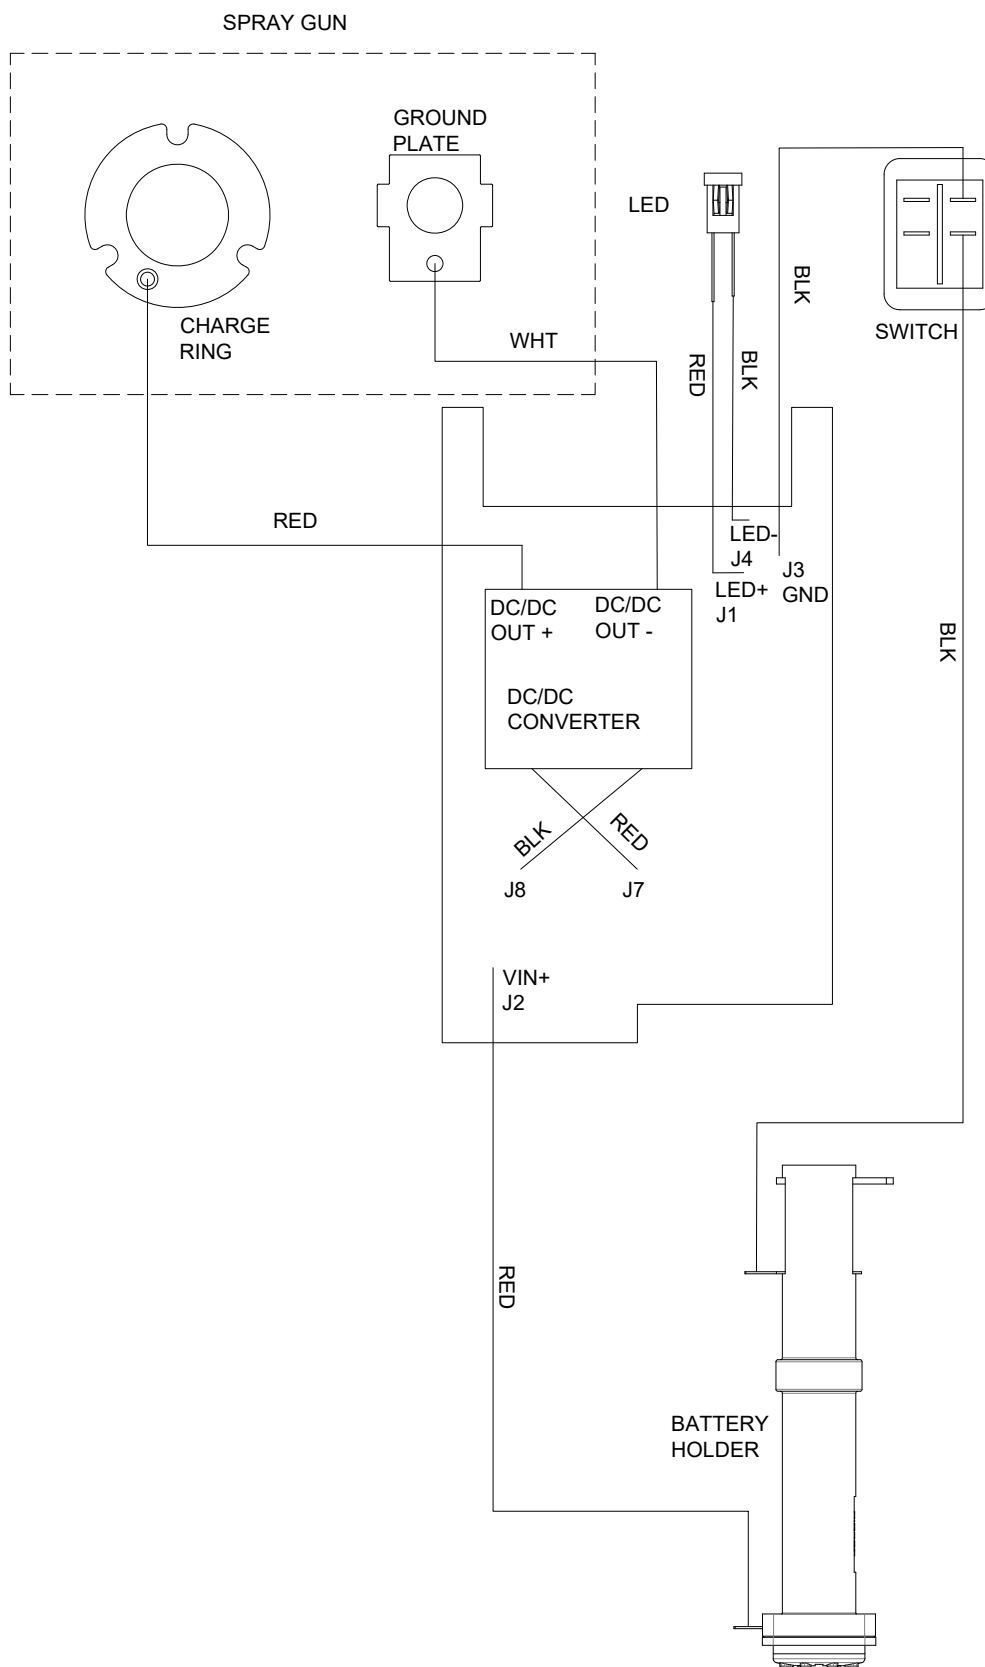 SPRAY GUN
GROUND
PLATE
LED
BLK
CHARGE
RING
SWITCH
WHT
RED
BLK
RED
LED-
J4
J3
GND
LED+
J1
DC/DC
OUT +
DC/DC
OUT -
BLK
DC/DC
CONVERTER
BLK
RED
J8
J7
VIN+
J2
RED
BATTERY
HOLDER